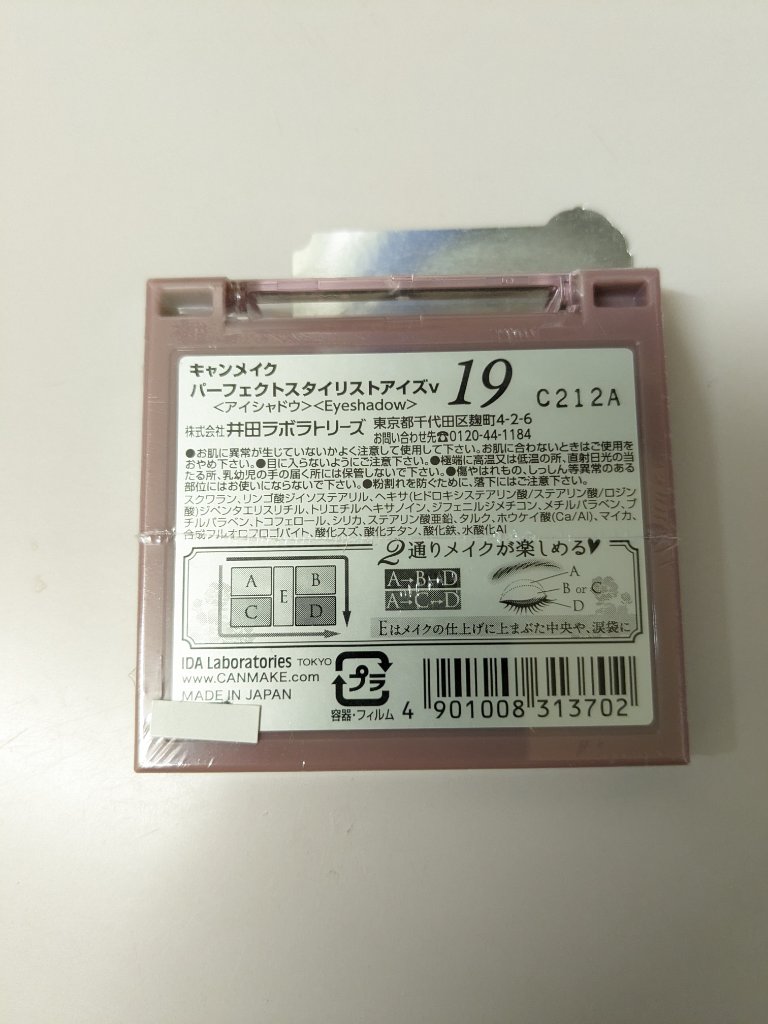 キャンメイク
パーフェクトスタイリストアイズv 19 C212A
<アイシャドウ><Eyeshadow>
株式会社 井田ラボラトリーズ 東京都千代田区麹町4-2-6
お問い合わせ先☎0120-44-1184
●お肌に異常が生じていないかよく注意して使用して下さい。お肌に合わないときはご使用を
おやめ下さい。●目に入らないようにご注意下さい。●極端に高温又は低温の所、直射日光の当
たる所、乳幼児の手の届く所には保管しないで下さい。●傷やはれもの、しっしん等異常のある
部位にはお使いにならないで下さい。●粉割れを防ぐために、落下にはご注意下さい。
スクワラン、リンゴ酸ジイソステアリル、ヘキサ(ヒドロキシステアリン酸/ステアリン酸/ロジン
酸)ジペンタエリスリチル、トリエチルヘキサノイン、ジフェニルジメチコン、メチルパラベン、ブ
チルパラベン、トコフェロール、シリカ、ステアリン酸亜鉛、タルク、ホウケイ酸(Ca/Al)、マイカ、
合成フルオロフロゴパイト、酸化スズ、酸化チタン、酸化鉄、水酸化Al
2通りメイクが楽しめる♥
A B
E
C D
A→B→D
A→C→D
A
B or C
D
Eはメイクの仕上げに上まぶた中央や、涙袋に
IDA Laboratories TOKYO
www.CANMAKE.com
MADE IN JAPAN
プラ
容器・フィルム
4 901008 313702